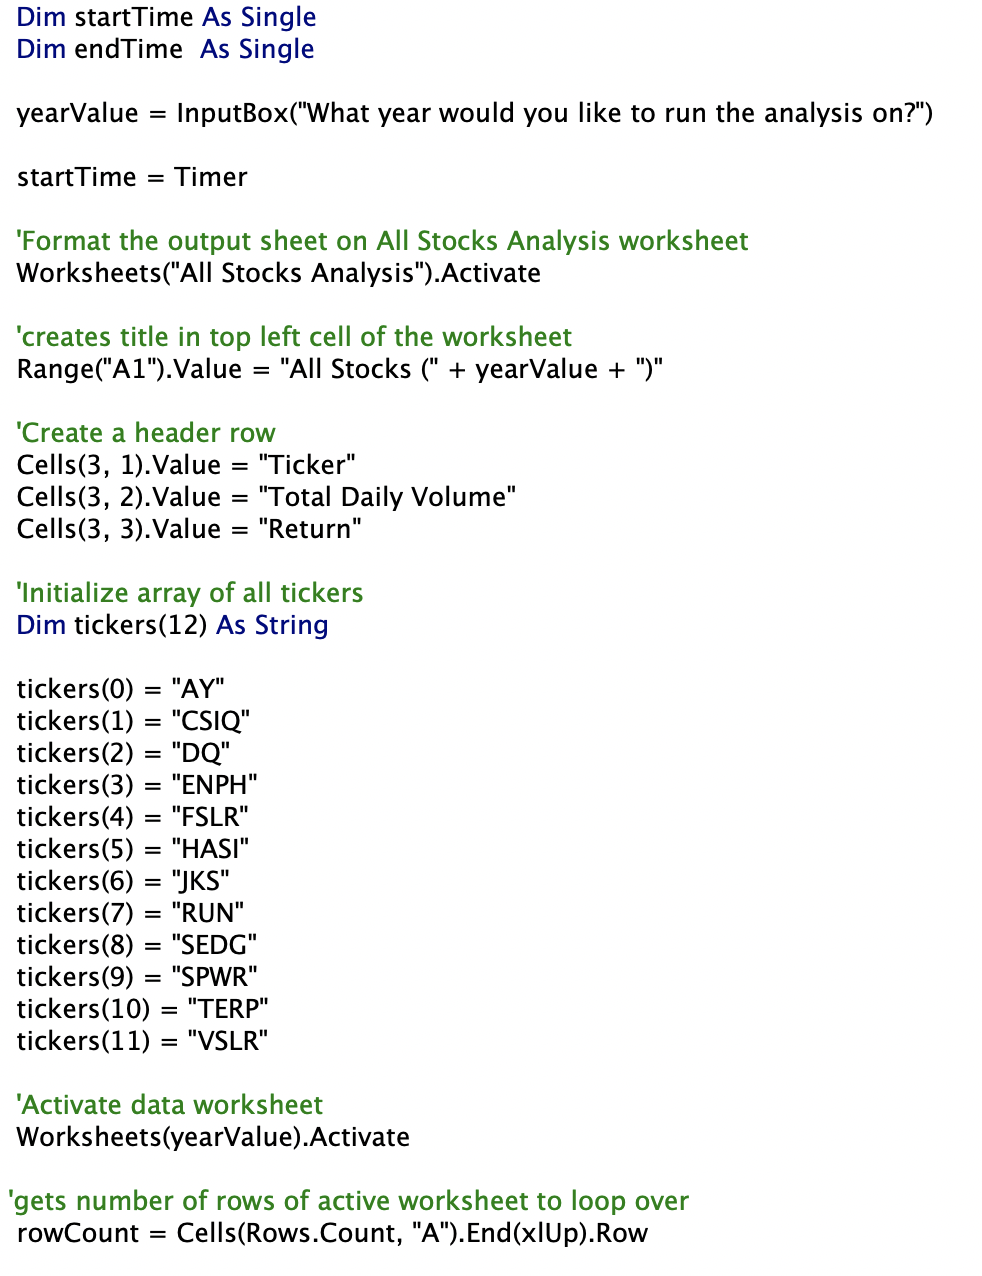 Dim startTime As Single
Dim endTime  As Single
yearValue = InputBox("What year would you like to run the analysis on?")
startTime = Timer
'Format the output sheet on All Stocks Analysis worksheet
Worksheets("All Stocks Analysis").Activate
'creates title in top left cell of the worksheet
Range("A1").Value = "All Stocks (" + yearValue + ")"
'Create a header row
Cells(3, 1).Value = "Ticker"
Cells(3, 2).Value = "Total Daily Volume"
Cells(3, 3).Value = "Return"
'Initialize array of all tickers
Dim tickers(12) As String
tickers(0) = "AY"
tickers(1) = "CSIQ"
tickers(2) = "DQ"
tickers(3) = "ENPH"
tickers(4) = "FSLR"
tickers(5) = "HASI"
tickers(6) = "JKS"
tickers(7) = "RUN"
tickers(8) = "SEDG"
tickers(9) = "SPWR"
tickers(10) = "TERP"
tickers(11) = "VSLR"
'Activate data worksheet
Worksheets(yearValue).Activate
'gets number of rows of active worksheet to loop over
rowCount = Cells(Rows.Count, "A").End(xlUp).Row